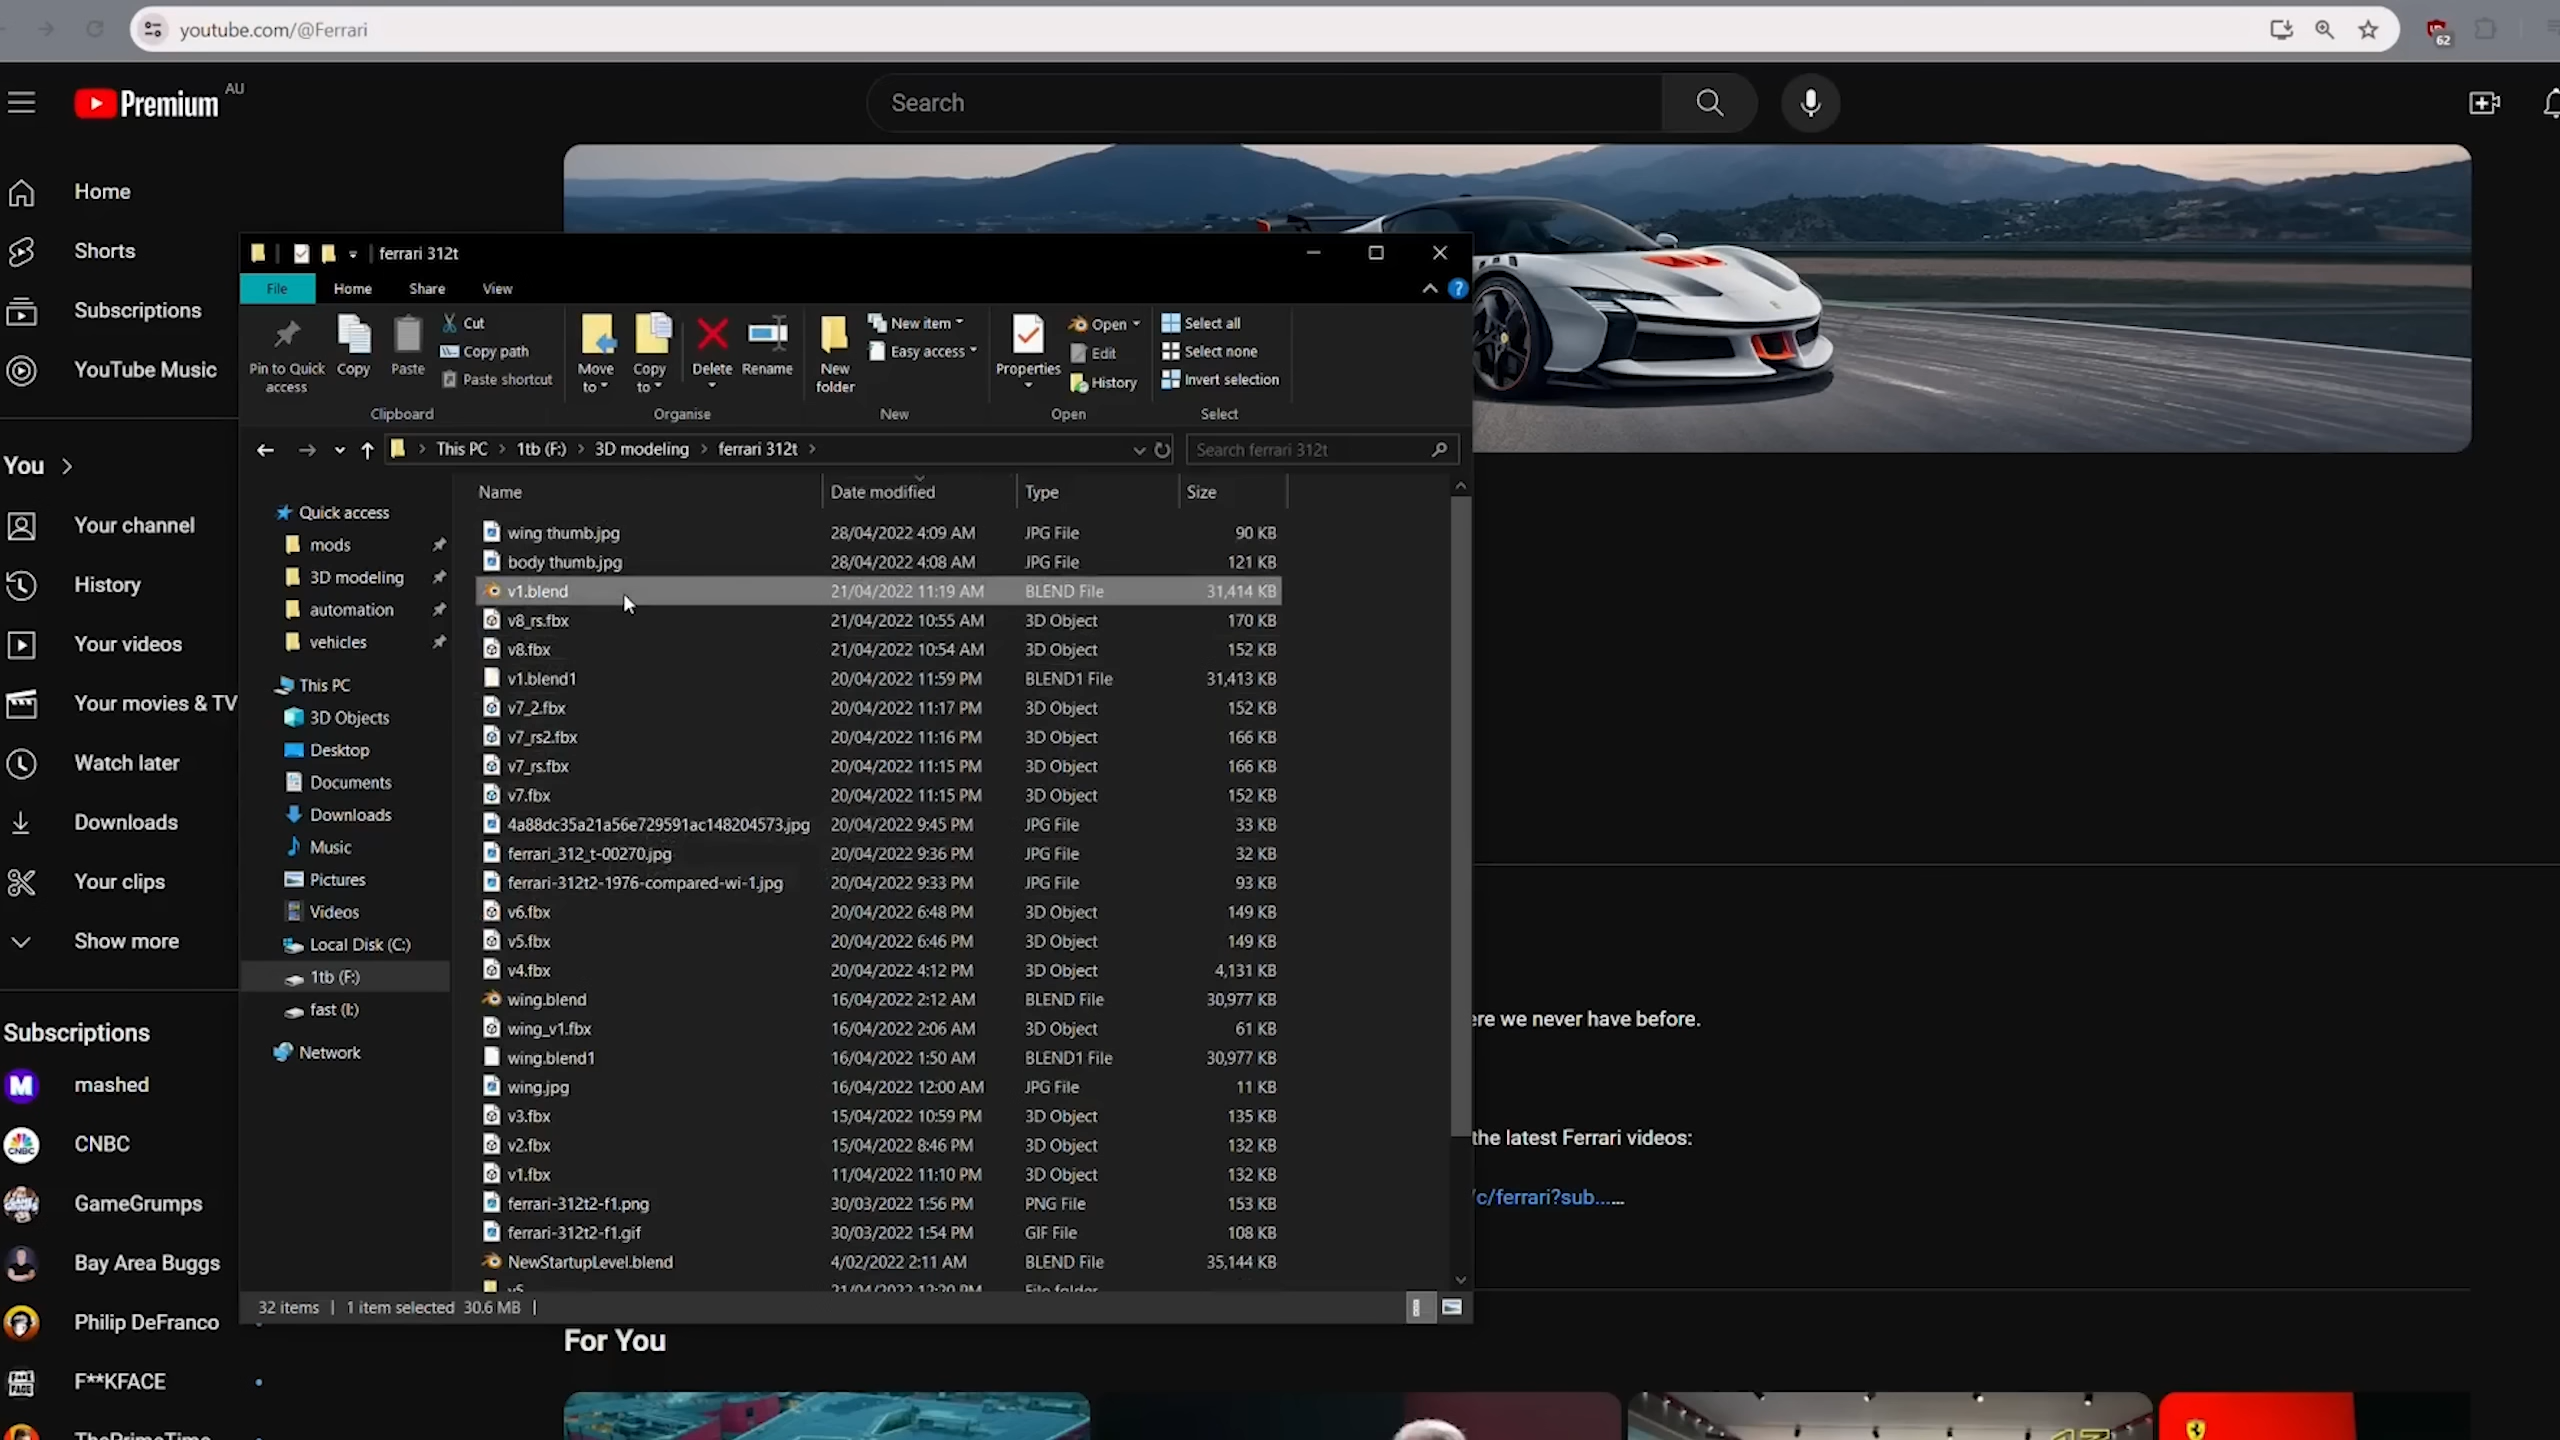 youtube.com/@Ferrari
62
Premium
AU
Search
Home
Shorts
Subscriptions
YouTube Music
You
Your channel
History
Your videos
Your movies & TV
Watch later
Downloads
Your clips
Show more
Subscriptions
mashed
CNBC
GameGrumps
Bay Area Buggs
Philip DeFranco
F**KFACE
ThePrimeTime
ferrari 312t
File
Home
Share
View
Pin to Quick access
Copy
Paste
Cut
Copy path
Paste shortcut
Clipboard
Move to
Copy to
Delete
Rename
Organise
New folder
New item
Easy access
New
Properties
Open
Edit
History
Open
Select all
Select none
Invert selection
Select
This PC > 1tb (F:) > 3D modeling > ferrari 312t >
Search ferrari 312t
Quick access
mods
3D modeling
automation
vehicles
This PC
3D Objects
Desktop
Documents
Downloads
Music
Pictures
Videos
Local Disk (C:)
1tb (F:)
fast (I:)
Network
Name Date modified Type Size
wing thumb.jpg 28/04/2022 4:09 AM JPG File 90 KB
body thumb.jpg 28/04/2022 4:08 AM JPG File 121 KB
v1.blend 21/04/2022 11:19 AM BLEND File 31,414 KB
v8_rs.fbx 21/04/2022 10:55 AM 3D Object 170 KB
v8.fbx 21/04/2022 10:54 AM 3D Object 152 KB
v1.blend1 20/04/2022 11:59 PM BLEND1 File 31,413 KB
v7_2.fbx 20/04/2022 11:17 PM 3D Object 152 KB
v7_rs2.fbx 20/04/2022 11:16 PM 3D Object 166 KB
v7_rs.fbx 20/04/2022 11:15 PM 3D Object 166 KB
v7.fbx 20/04/2022 11:15 PM 3D Object 152 KB
4a88dc35a21a56e729591ac148204573.jpg 20/04/2022 9:45 PM JPG File 33 KB
ferrari_312_t-00270.jpg 20/04/2022 9:36 PM JPG File 32 KB
ferrari-312t2-1976-compared-wi-1.jpg 20/04/2022 9:33 PM JPG File 93 KB
v6.fbx 20/04/2022 6:48 PM 3D Object 149 KB
v5.fbx 20/04/2022 6:46 PM 3D Object 149 KB
v4.fbx 20/04/2022 4:12 PM 3D Object 4,131 KB
wing.blend 16/04/2022 2:12 AM BLEND File 30,977 KB
wing_v1.fbx 16/04/2022 2:06 AM 3D Object 61 KB
wing.blend1 16/04/2022 1:50 AM BLEND1 File 30,977 KB
wing.jpg 16/04/2022 12:00 AM JPG File 11 KB
v3.fbx 15/04/2022 10:59 PM 3D Object 135 KB
v2.fbx 15/04/2022 8:46 PM 3D Object 132 KB
v1.fbx 11/04/2022 11:10 PM 3D Object 132 KB
ferrari-312t2-f1.png 30/03/2022 1:56 PM PNG File 153 KB
ferrari-312t2-f1.gif 30/03/2022 1:54 PM GIF File 108 KB
NewStartupLevel.blend 4/02/2022 2:11 AM BLEND File 35,144 KB
v5 21/04/2022 12:20 PM File folder
32 items | 1 item selected 30.6 MB |
ere we never have before.
the latest Ferrari videos:
/c/ferrari?sub...
...
For You